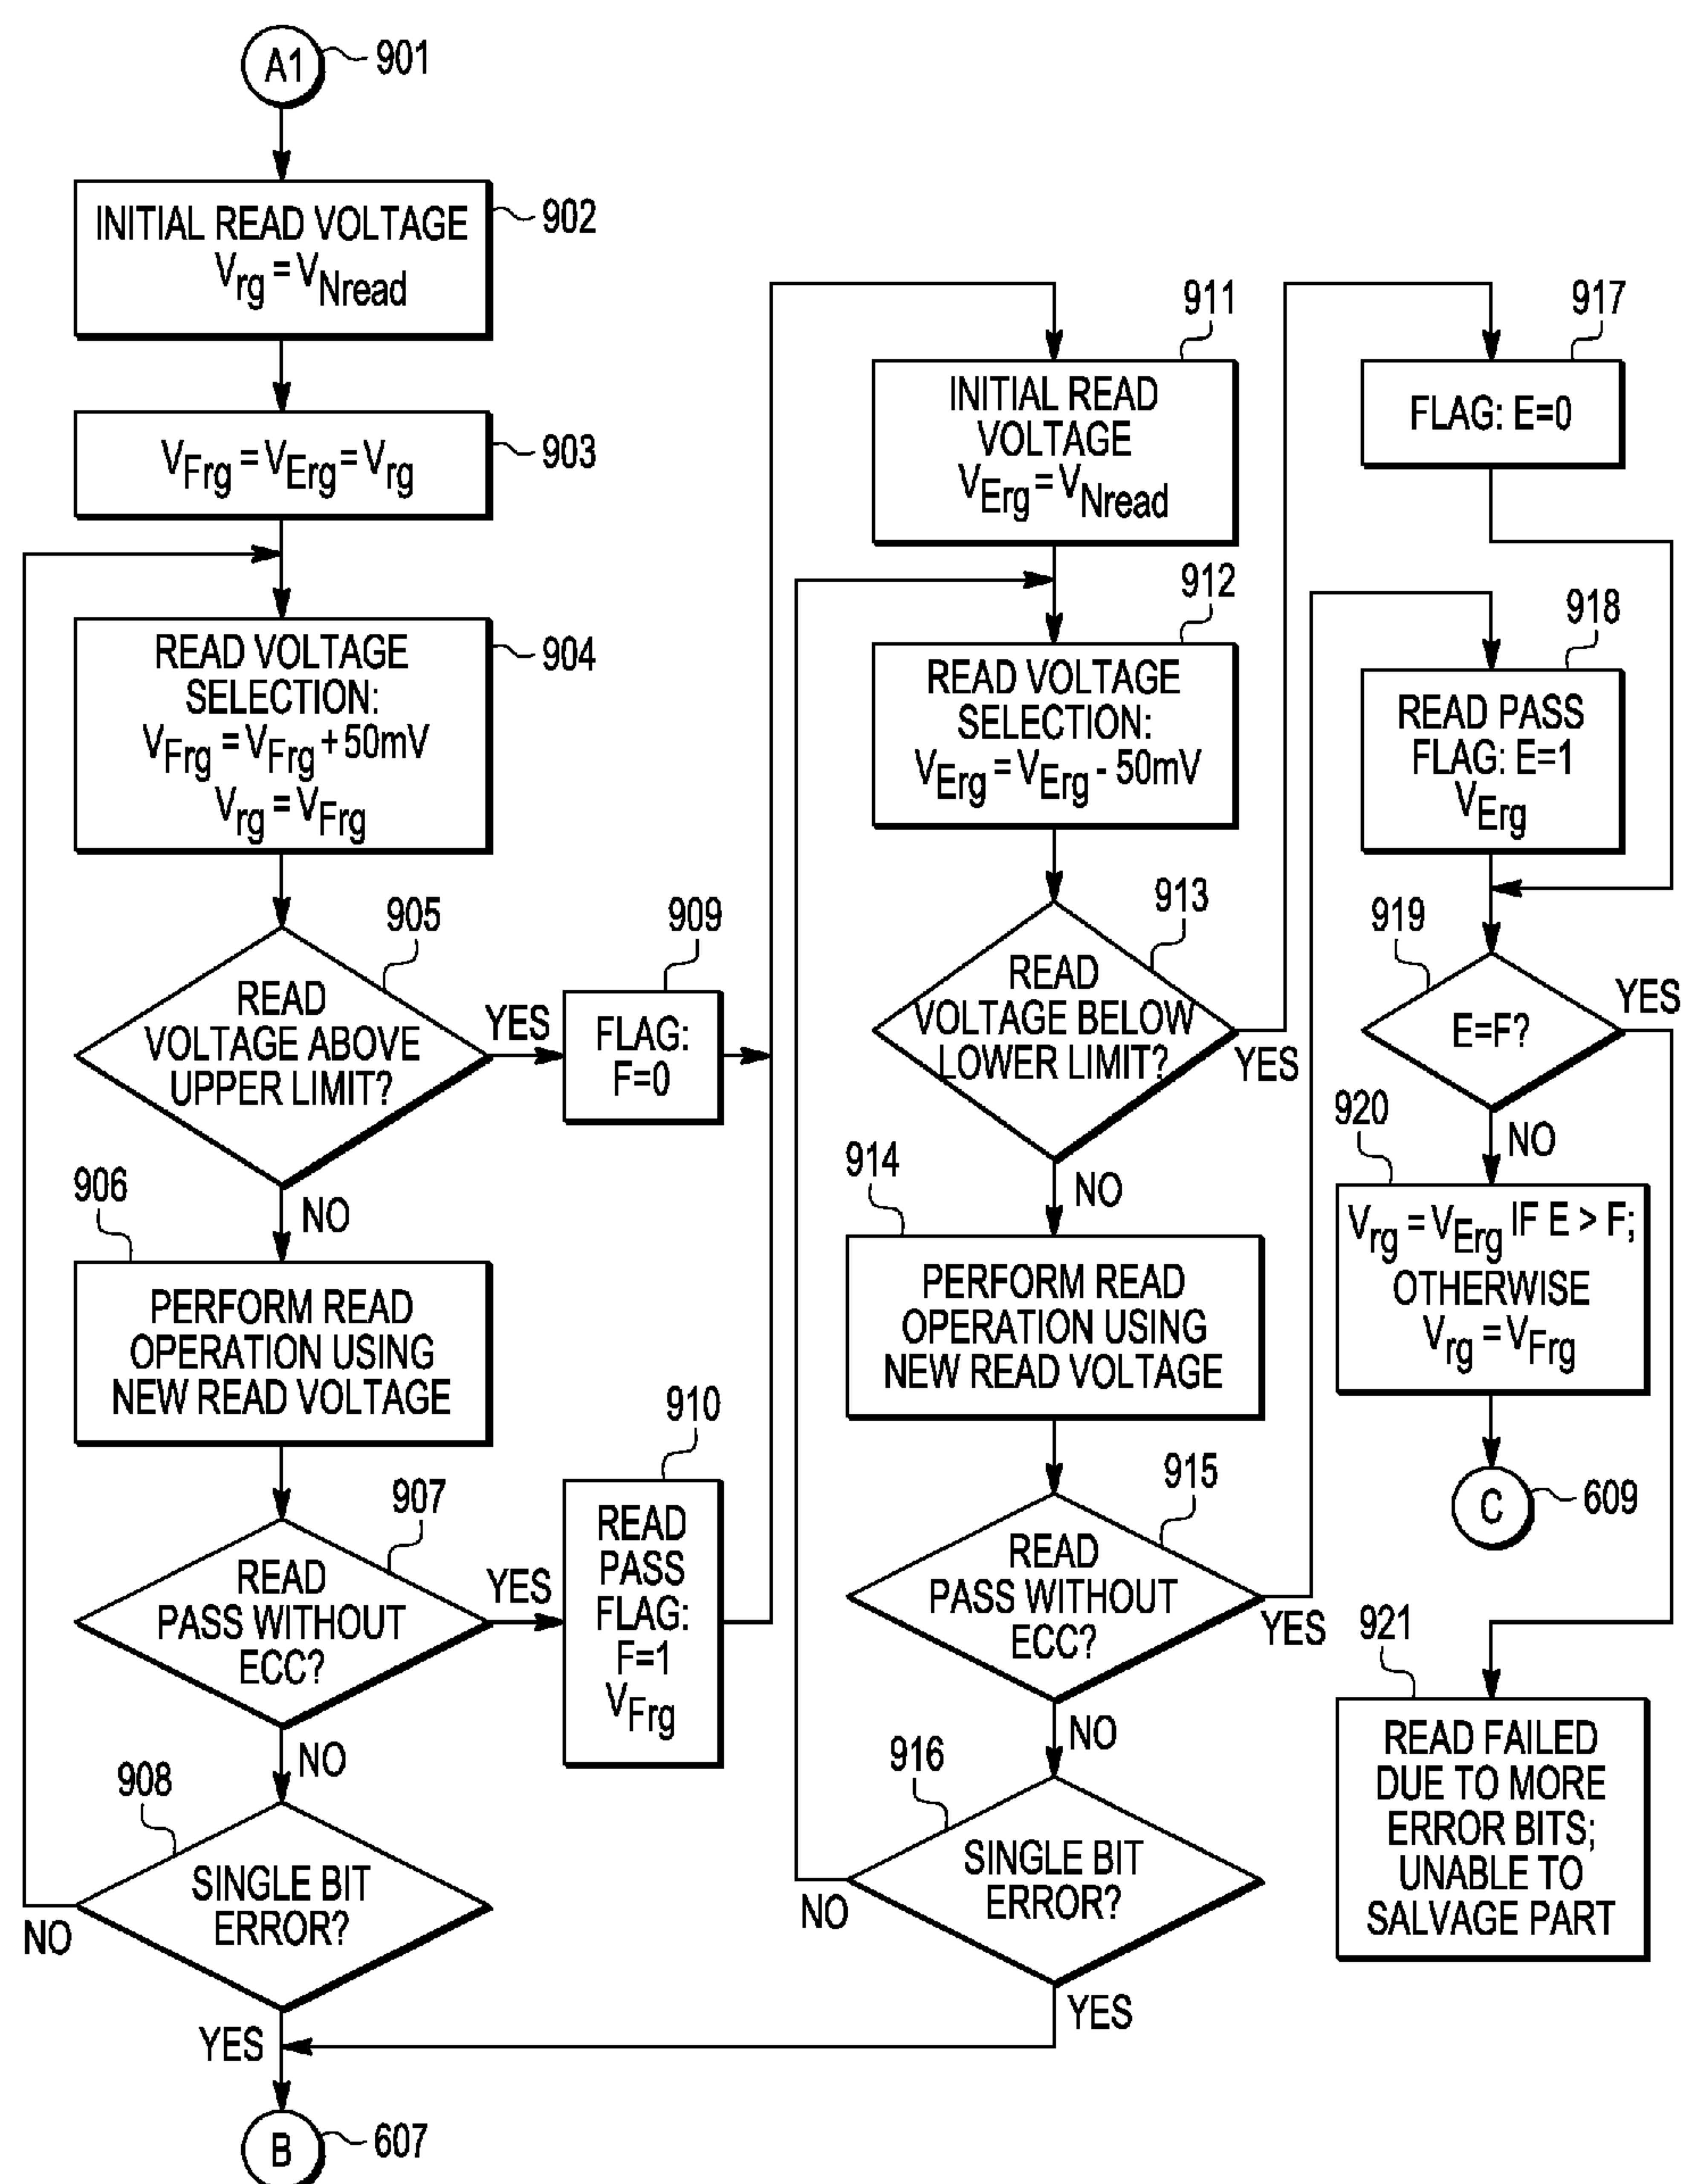 A1
901
INITIAL READ VOLTAGE
Vrg = VNread
902
VFrg = VErg = Vrg
903
READ VOLTAGE
SELECTION:
VFrg = VFrg + 50mV
Vrg = VFrg
904
905
READ
VOLTAGE ABOVE
UPPER LIMIT?
YES
NO
909
FLAG:
F=0
906
PERFORM READ
OPERATION USING
NEW READ VOLTAGE
907
READ
PASS WITHOUT
ECC?
YES
NO
910
READ
PASS
FLAG:
F=1
VFrg
908
SINGLE BIT
ERROR?
NO
YES
B
607
911
INITIAL READ
VOLTAGE
VErg = VNread
912
READ VOLTAGE
SELECTION:
VErg = VErg - 50mV
913
READ
VOLTAGE BELOW
LOWER LIMIT?
YES
NO
914
PERFORM READ
OPERATION USING
NEW READ VOLTAGE
915
READ
PASS WITHOUT
ECC?
YES
NO
916
SINGLE BIT
ERROR?
NO
YES
917
FLAG: E=0
918
READ PASS
FLAG: E=1
VErg
919
E=F?
YES
NO
920
Vrg = VErg IF E > F;
OTHERWISE
Vrg = VFrg
C
609
921
READ FAILED
DUE TO MORE
ERROR BITS;
UNABLE TO
SALVAGE PART